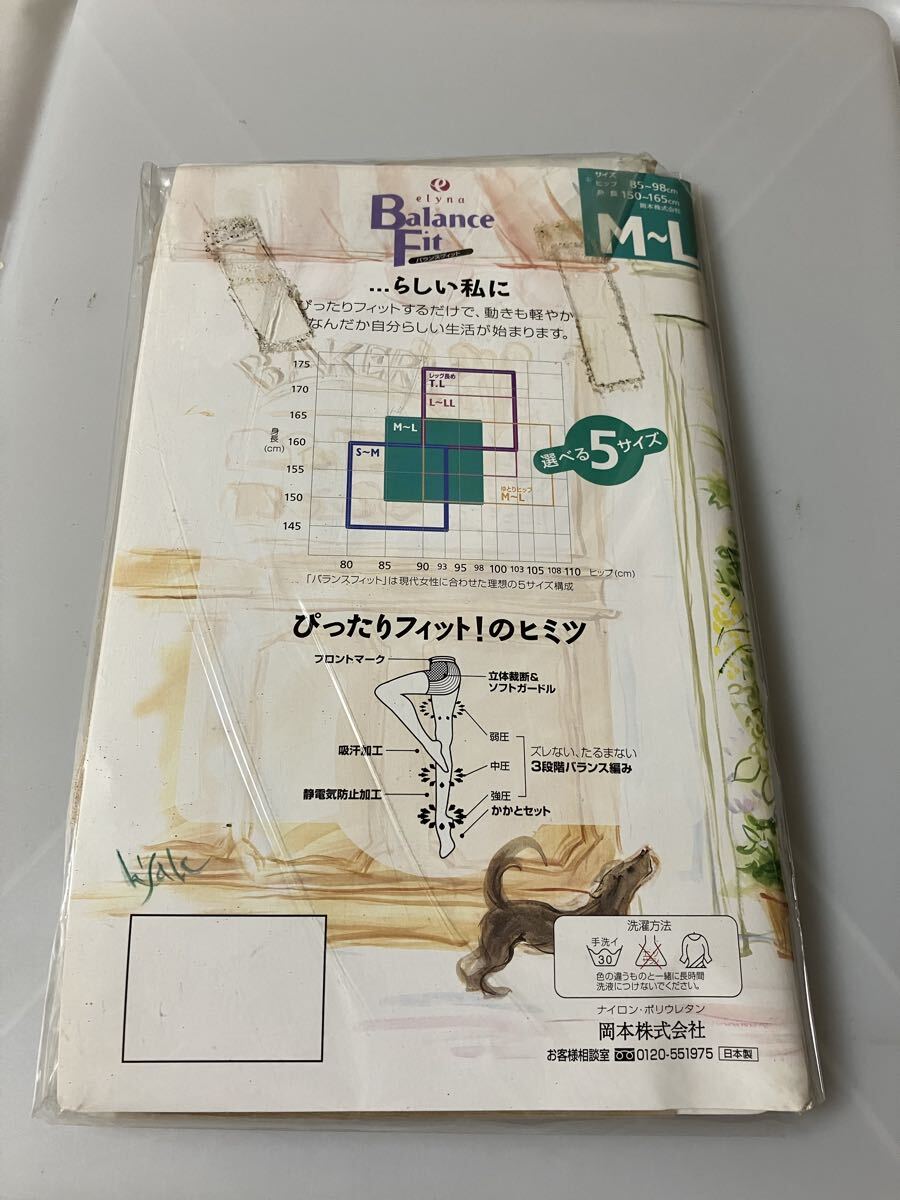 elyna
Balance
Fit
バランスフィット
サイズ
ヒップ 85~98cm
身長 150~165cm
岡本株式会社
M~L
…らしい私に
ぴったりフィットするだけで、動きも軽やか
なんだか自分らしい生活が始まります。
BAKER
身長
(cm)
175
170
165
160
155
150
145
レッグ長め
T.L
L~LL
M~L
S~M
ゆとりヒップ
M~L
選べる5サイズ
80 85 90 93 95 98 100 103 105 108 110 ヒップ(cm)
「バランスフィット」は現代女性に合わせた理想の5サイズ構成
ぴったりフィット!のヒミツ
フロントマーク
立体裁断&
ソフトガードル
吸汗加工
静電気防止加工
弱圧
中圧
強圧
ズレない、たるまない
3段階バランス編み
かかとセット
洗濯方法
手洗イ
30
色の違うものと一緒に長時間
洗液につけないでください。
ナイロン・ポリウレタン
岡本株式会社
お客様相談室 0120-551975 日本製